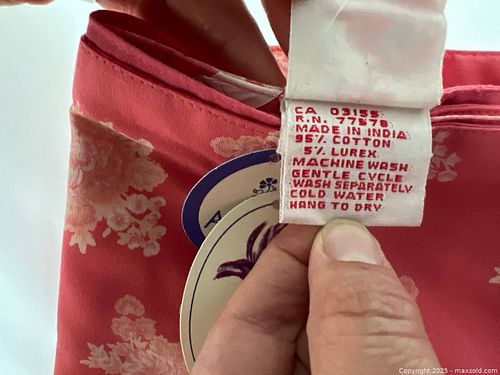 CA 03155
R.N. 77578
MADE IN INDIA
95% COTTON
5% LUREX
MACHINE WASH
GENTLE CYCLE
WASH SEPARATELY
COLD WATER
HANG TO DRY
Copyright 2025 - maxsold.com